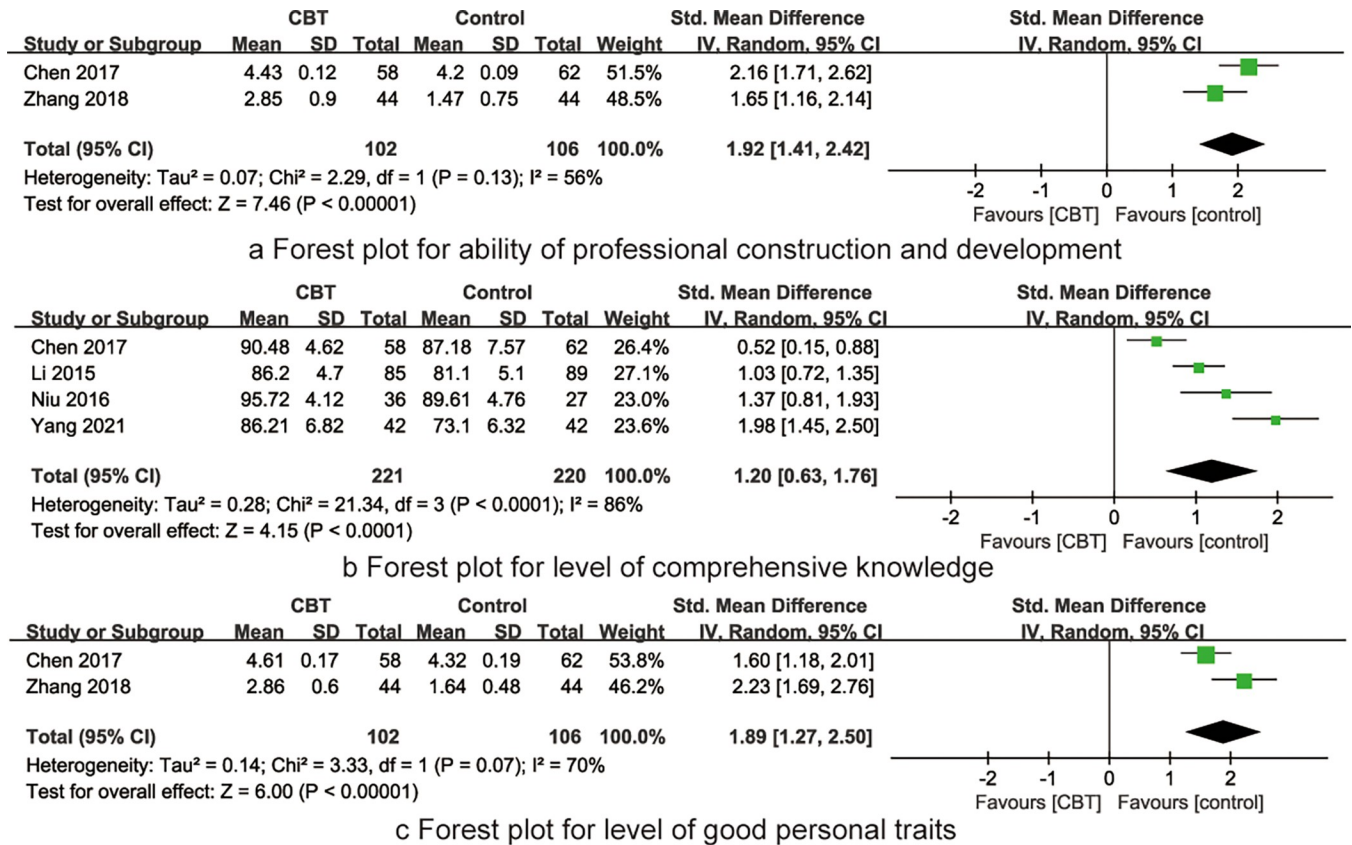 CBT Control Std. Mean Difference Std. Mean Difference
Study or Subgroup Mean SD Total Mean SD Total Weight IV, Random, 95% CI IV, Random, 95% CI
Chen 2017 4.43 0.12 58 4.2 0.09 62 51.5% 2.16 [1.71, 2.62]
Zhang 2018 2.85 0.9 44 1.47 0.75 44 48.5% 1.65 [1.16, 2.14]
Total (95% CI) 102 106 100.0% 1.92 [1.41, 2.42]
Heterogeneity: Tau² = 0.07; Chi² = 2.29, df = 1 (P = 0.13); I² = 56%
Test for overall effect: Z = 7.46 (P < 0.00001)
-2 -1 0 1 2
Favours [CBT] Favours [control]
a Forest plot for ability of professional construction and development
CBT Control Std. Mean Difference Std. Mean Difference
Study or Subgroup Mean SD Total Mean SD Total Weight IV, Random, 95% CI IV, Random, 95% CI
Chen 2017 90.48 4.62 58 87.18 7.57 62 26.4% 0.52 [0.15, 0.88]
Li 2015 86.2 4.7 85 81.1 5.1 89 27.1% 1.03 [0.72, 1.35]
Niu 2016 95.72 4.12 36 89.61 4.76 27 23.0% 1.37 [0.81, 1.93]
Yang 2021 86.21 6.82 42 73.1 6.32 42 23.6% 1.98 [1.45, 2.50]
Total (95% CI) 221 220 100.0% 1.20 [0.63, 1.76]
Heterogeneity: Tau² = 0.28; Chi² = 21.34, df = 3 (P < 0.0001); I² = 86%
Test for overall effect: Z = 4.15 (P < 0.0001)
-2 -1 0 1 2
Favours [CBT] Favours [control]
b Forest plot for level of comprehensive knowledge
CBT Control Std. Mean Difference Std. Mean Difference
Study or Subgroup Mean SD Total Mean SD Total Weight IV, Random, 95% CI IV, Random, 95% CI
Chen 2017 4.61 0.17 58 4.32 0.19 62 53.8% 1.60 [1.18, 2.01]
Zhang 2018 2.86 0.6 44 1.64 0.48 44 46.2% 2.23 [1.69, 2.76]
Total (95% CI) 102 106 100.0% 1.89 [1.27, 2.50]
Heterogeneity: Tau² = 0.14; Chi² = 3.33, df = 1 (P = 0.07); I² = 70%
Test for overall effect: Z = 6.00 (P < 0.00001)
-2 -1 0 1 2
Favours [CBT] Favours [control]
c Forest plot for level of good personal traits